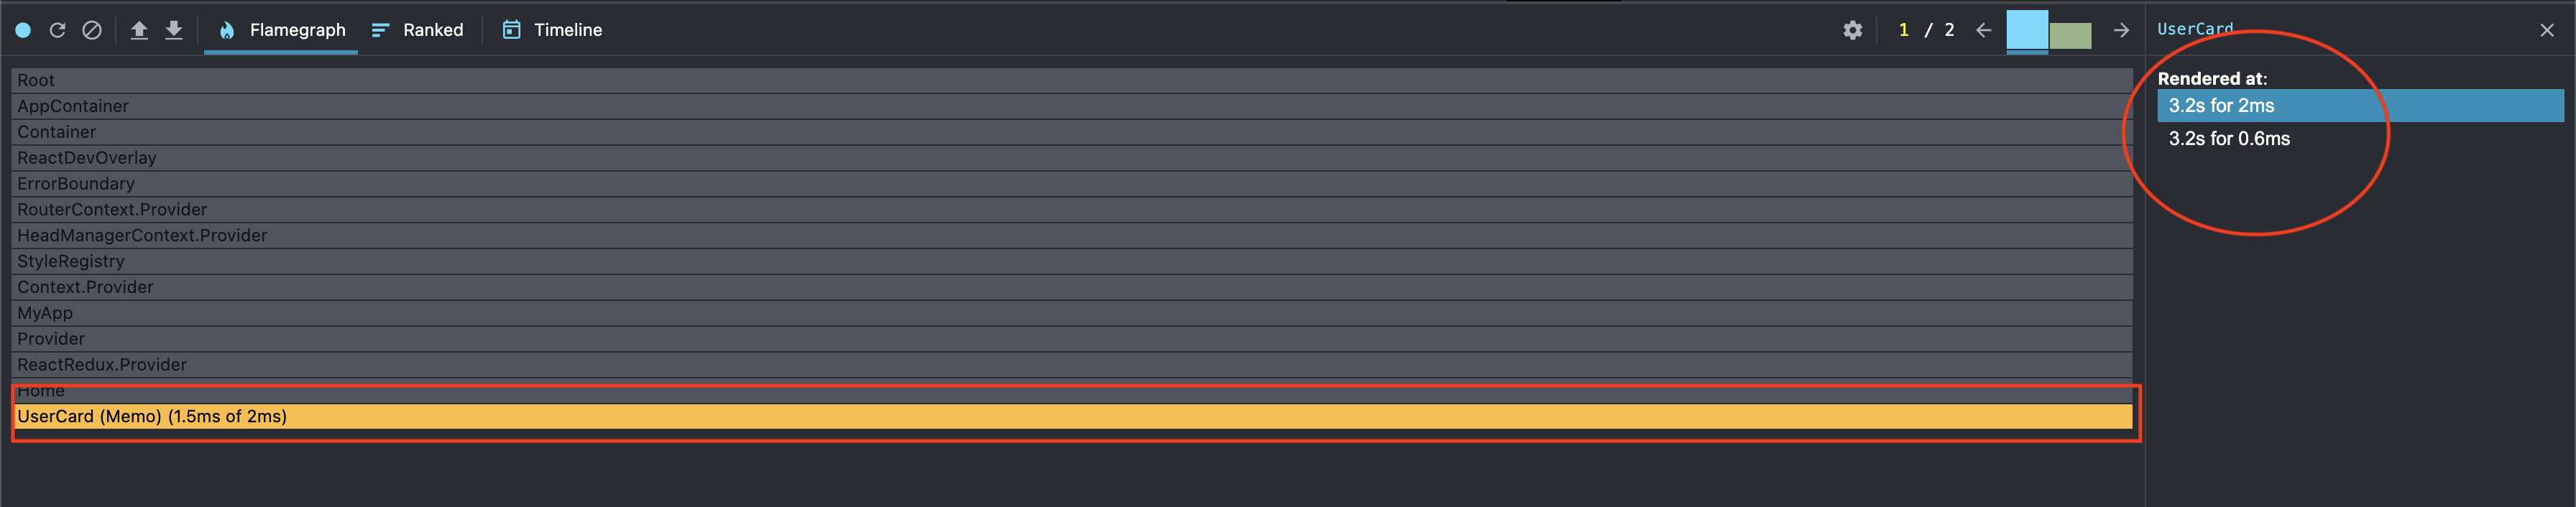 Flamegraph Ranked Timeline 1 / 2 UserCard
Rendered at:
3.2s for 2ms
3.2s for 0.6ms
Root
AppContainer
Container
ReactDevOverlay
ErrorBoundary
RouterContext.Provider
HeadManagerContext.Provider
StyleRegistry
Context.Provider
MyApp
Provider
ReactRedux.Provider
Home
UserCard (Memo) (1.5ms of 2ms)